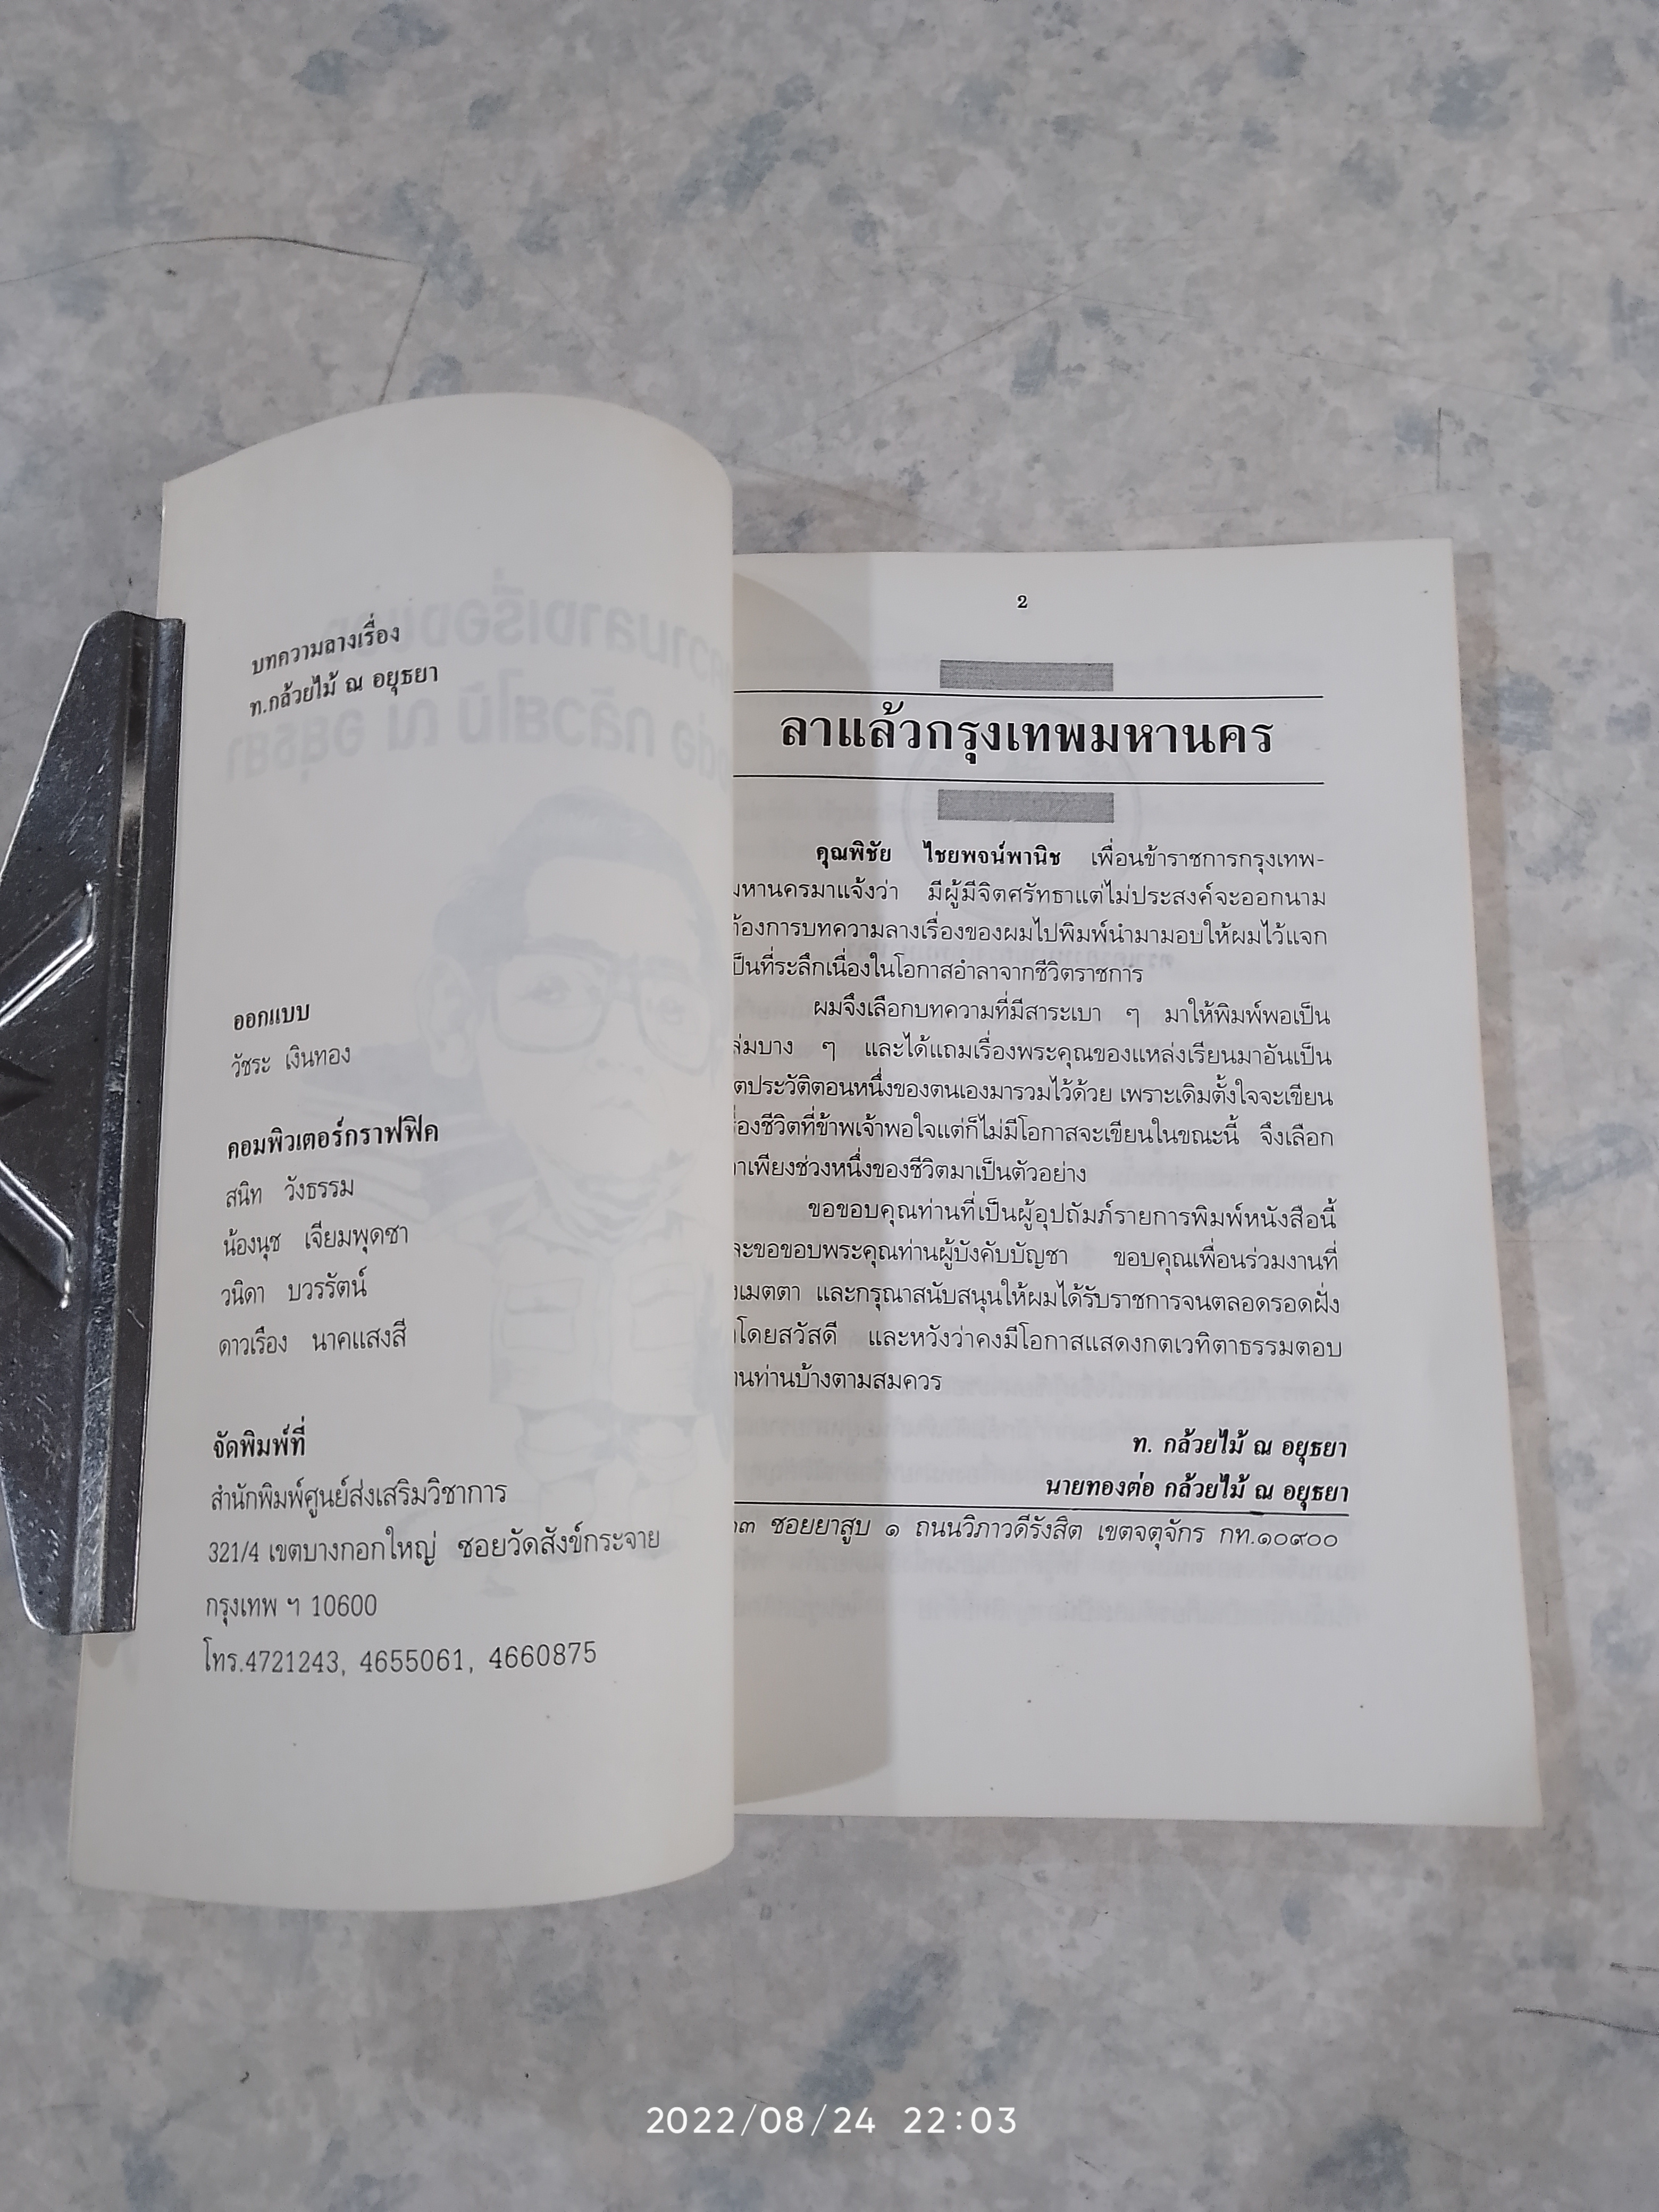 บทความลางเรื่อง
ท.กล้วยไม้ ณ อยุธยา
ออกแบบ
วัชระ เงินทอง
คอมพิวเตอร์กราฟฟิค
สนิท วังธรรม
น้องนุช เจียมพุดซา
วนิดา บวรรัตน์
ดาวเรือง นาคแสงสี
จัดพิมพ์ที่
สำนักพิมพ์ศูนย์ส่งเสริมวิชาการ
321/4 เขตบางกอกใหญ่ ซอยวัดสังข์กระจาย
กรุงเทพ ฯ 10600
โทร.4721243, 4655061, 4660875
2
ลาแล้วกรุงเทพมหานคร
คุณพิชัย ไชยพจน์พานิช เพื่อนข้าราชการกรุงเทพ-
มหานครมาแจ้งว่า มีผู้มีจิตศรัทธาแต่ไม่ประสงค์จะออกนาม
ต้องการบทความลางเรื่องของผมไปพิมพ์นำมามอบให้ผมไว้แจก
เป็นที่ระลึกเนื่องในโอกาสอำลาจากชีวิตราชการ
ผมจึงเลือกบทความที่มีสาระเบา ๆ มาให้พิมพ์พอเป็น
เล่มบาง ๆ และได้แถมเรื่องพระคุณของแหล่งเรียนมาอันเป็น
ประวัติตอนหนึ่งของตนเองมารวมไว้ด้วย เพราะเดิมตั้งใจจะเขียน
เรื่องชีวิตที่ข้าพเจ้าพอใจแต่ก็ไม่มีโอกาสจะเขียนในขณะนี้ จึงเลือก
เพียงช่วงหนึ่งของชีวิตมาเป็นตัวอย่าง
ขอขอบคุณท่านที่เป็นผู้อุปถัมภ์รายการพิมพ์หนังสือนี้
และขอขอบพระคุณท่านผู้บังคับบัญชา ขอบคุณเพื่อนร่วมงานที่
เมตตา และกรุณาสนับสนุนให้ผมได้รับราชการจนตลอดรอดฝั่ง
โดยสวัสดี และหวังว่าคงมีโอกาสแสดงกตเวทิตาธรรมตอบ
แทนท่านบ้างตามสมควร
ท. กล้วยไม้ ณ อยุธยา
นายทองต่อ กล้วยไม้ ณ อยุธยา
ซอยยาสูบ ๑ ถนนวิภาวดีรังสิต เขตจตุจักร กท.๑๐๙๐๐
2022/08/24 22:03